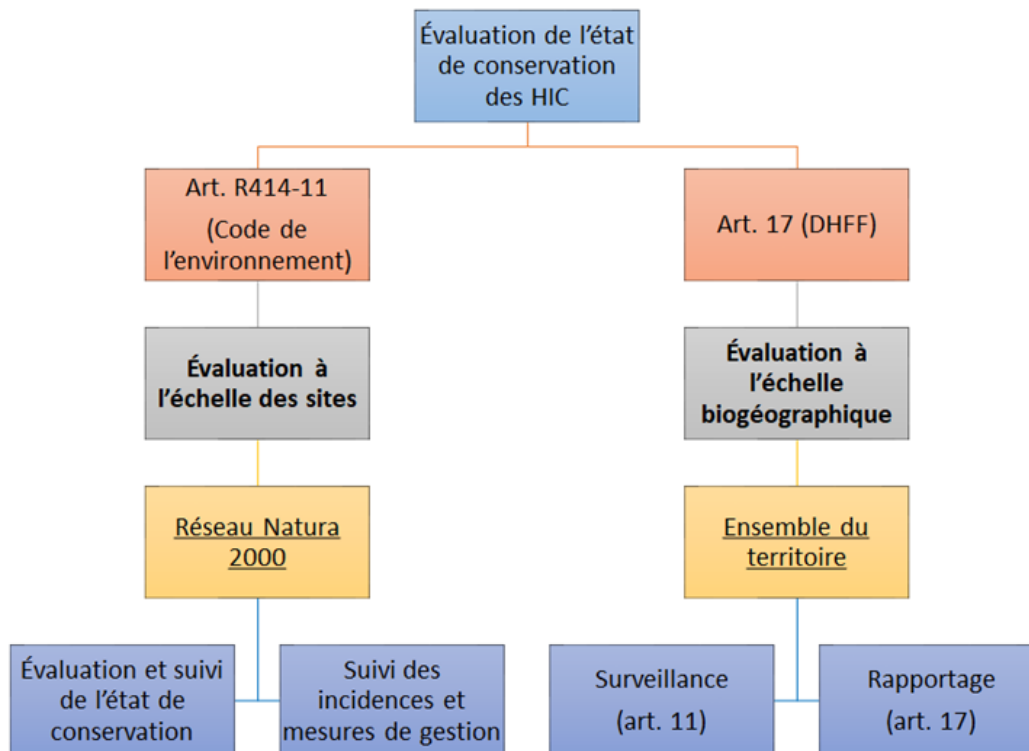 Évaluation de l'état
de conservation
des HIC
Art. R414-11
(Code de
l'environnement)
Art. 17 (DHFF)
Évaluation à
l'échelle des sites
Évaluation à
l'échelle
biogéographique
Réseau Natura
2000
Ensemble du
territoire
Évaluation et suivi
de l'état de
conservation
Suivi des
incidences et
mesures de gestion
Surveillance
(art. 11)
Rapportage
(art. 17)